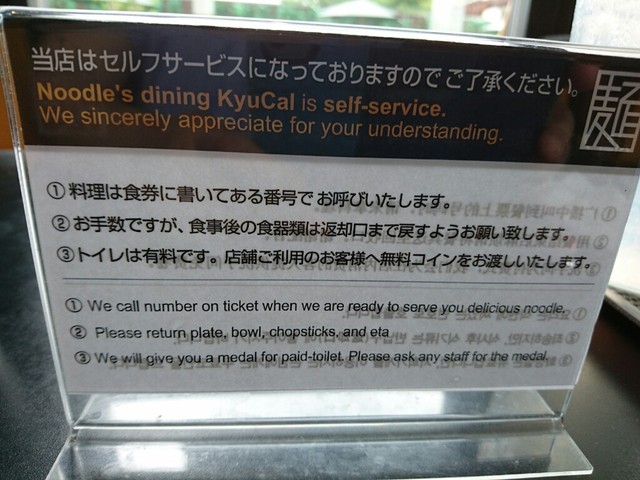 当店はセルフサービスになっておりますのでご了承ください。
Noodle's dining KyuCal is self-service.
We sincerely appreciate for your understanding.
麺
①料理は食券に書いてある番号でお呼びいたします。
②お手数ですが、食事後の食器類は返却口まで戻すようお願い致します。
③トイレは有料です。店舗ご利用のお客様へ無料コインをお渡しいたします。
① We call number on ticket when we are ready to serve you delicious noodle.
② Please return plate, bowl, chopsticks, and eta
③ We will give you a medal for paid-toilet. Please ask any staff for the medal.